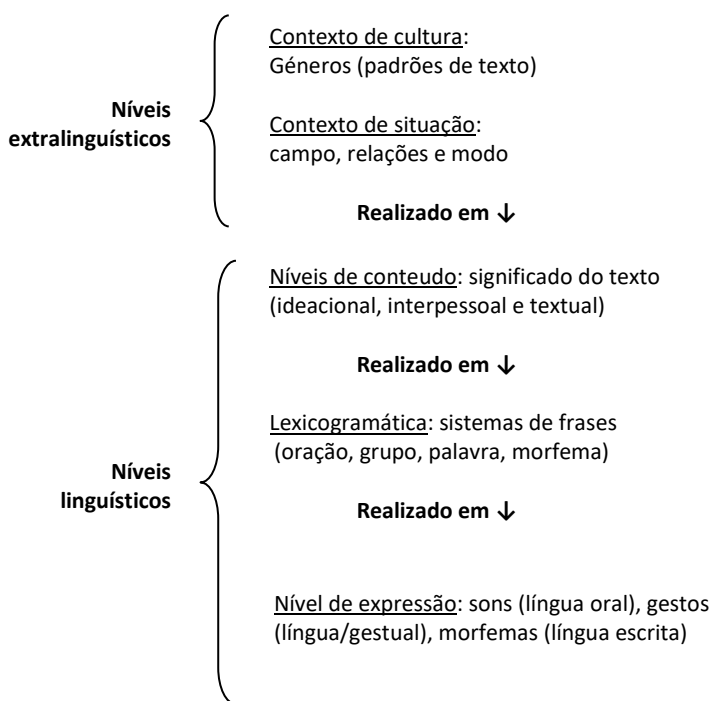 Contexto de cultura:
Géneros (padrões de texto)
Níveis
extralinguísticos
Contexto de situação:
campo, relações e modo
Realizado em ↓
Níveis de conteudo: significado do texto
(ideacional, interpessoal e textual)
Realizado em ↓
Lexicogramática: sistemas de frases
(oração, grupo, palavra, morfema)
Níveis
linguísticos
Realizado em ↓
Nível de expressão: sons (língua oral), gestos
(língua/gestual), morfemas (língua escrita)